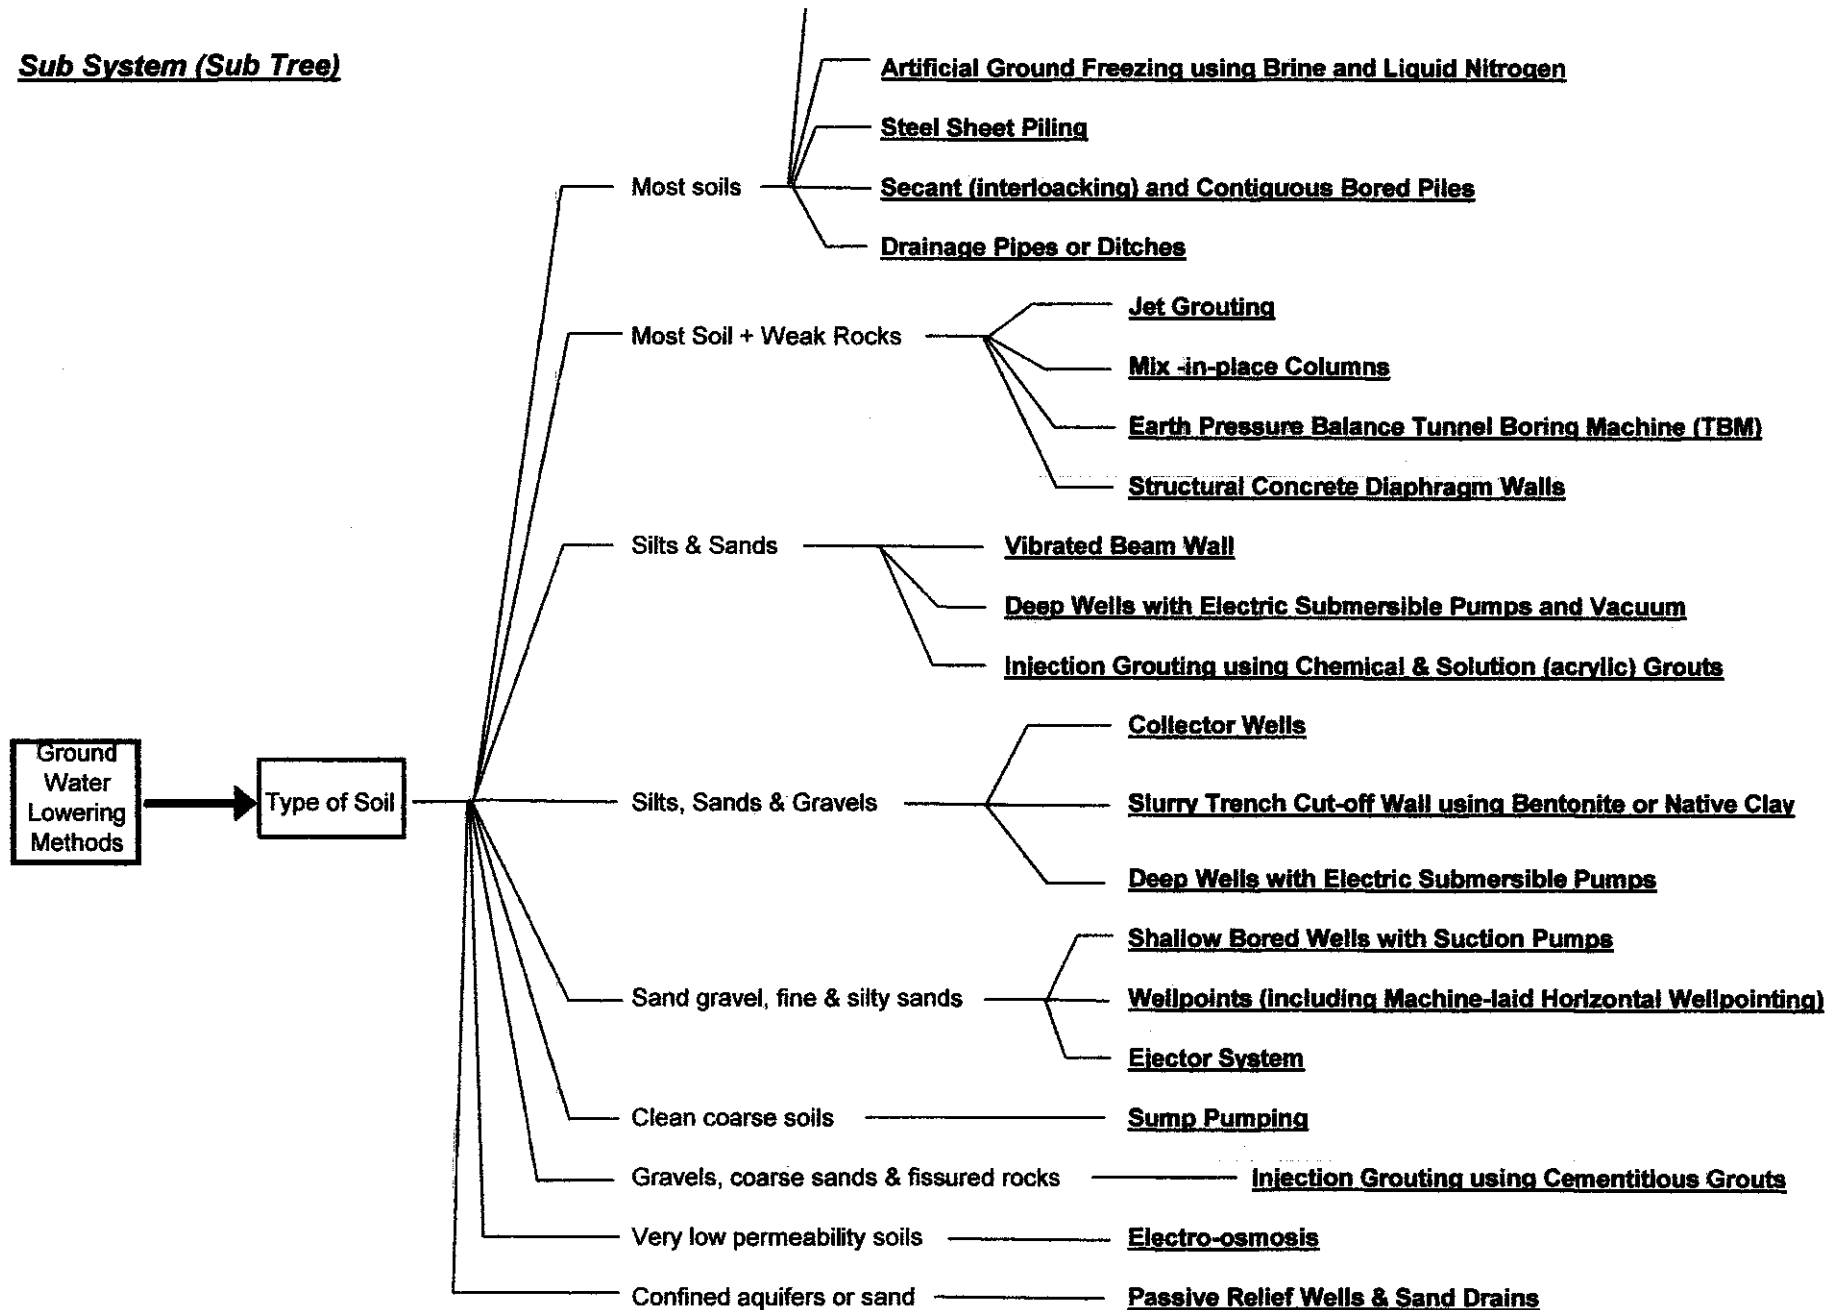 Sub System (Sub Tree)
Artificial Ground Freezing using Brine and Liquid Nitrogen
Steel Sheet Piling
Most soils
Secant (interloacking) and Contiguous Bored Piles
Drainage Pipes or Ditches
Jet Grouting
Most Soil + Weak Rocks
Mix -in-place Columns
Earth Pressure Balance Tunnel Boring Machine (TBM)
Structural Concrete Diaphragm Walls
Silts & Sands
Vibrated Beam Wall
Deep Wells with Electric Submersible Pumps and Vacuum
Injection Grouting using Chemical & Solution (acrylic) Grouts
Collector Wells
Ground
Water
Lowering
Methods
Type of Soil
Silts, Sands & Gravels
Slurry Trench Cut-off Wall using Bentonite or Native Clay
Deep Wells with Electric Submersible Pumps
Shallow Bored Wells with Suction Pumps
Sand gravel, fine & silty sands
Wellpoints (including Machine-laid Horizontal Wellpointing)
Ejector System
Clean coarse soils
Sump Pumping
Gravels, coarse sands & fissured rocks
Injection Grouting using Cementitious Grouts
Very low permeability soils
Electro-osmosis
Confined aquifers or sand
Passive Relief Wells & Sand Drains